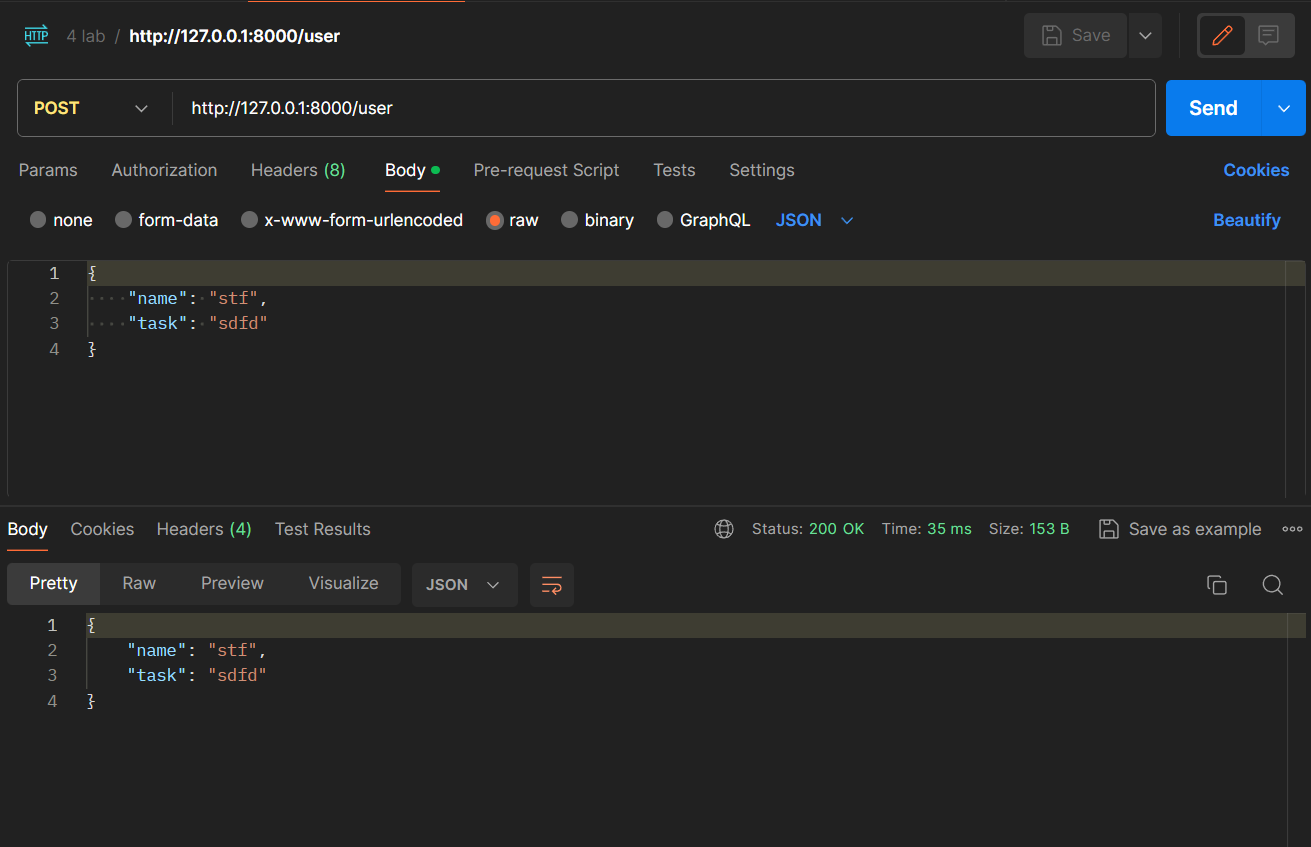 HTTP 4 lab / http://127.0.0.1:8000/user Save
POST http://127.0.0.1:8000/user Send
Params Authorization Headers (8) Body Pre-request Script Tests Settings Cookies
none form-data x-www-form-urlencoded raw binary GraphQL JSON Beautify
1 {
2 "name": "stf",
3 "task": "sdfd"
4 }
Body Cookies Headers (4) Test Results Status: 200 OK Time: 35 ms Size: 153 B Save as example
Pretty Raw Preview Visualize JSON
1 {
2 "name": "stf",
3 "task": "sdfd"
4 }